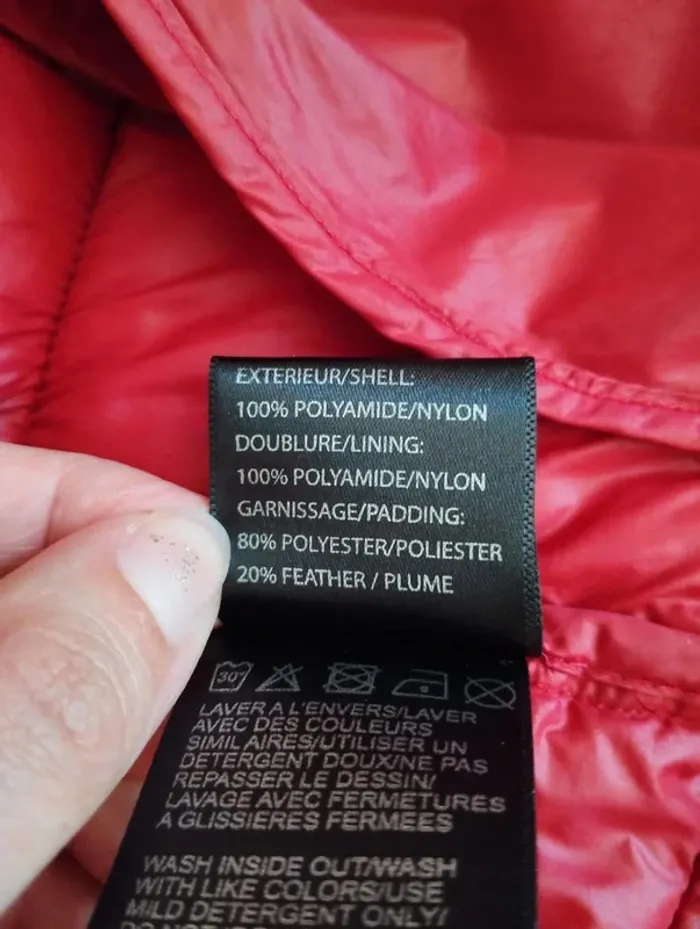 EXTERIEUR/SHELL:
100% POLYAMIDE/NYLON
DOUBLURE/LINING:
100% POLYAMIDE/NYLON
GARNISSAGE/PADDING:
80% POLYESTER/POLIESTER
20% FEATHER / PLUME
30°
LAVER A L'ENVERS/LAVER
AVEC DES COULEURS
SIMILAIRES/UTILISER UN
DETERGENT DOUX/NE PAS
REPASSER LE DESSIN/
LAVAGE AVEC FERMETURES
A GLISSIERES FERMEES
WASH INSIDE OUT/WASH
WITH LIKE COLORS/USE
MILD DETERGENT ONLY/